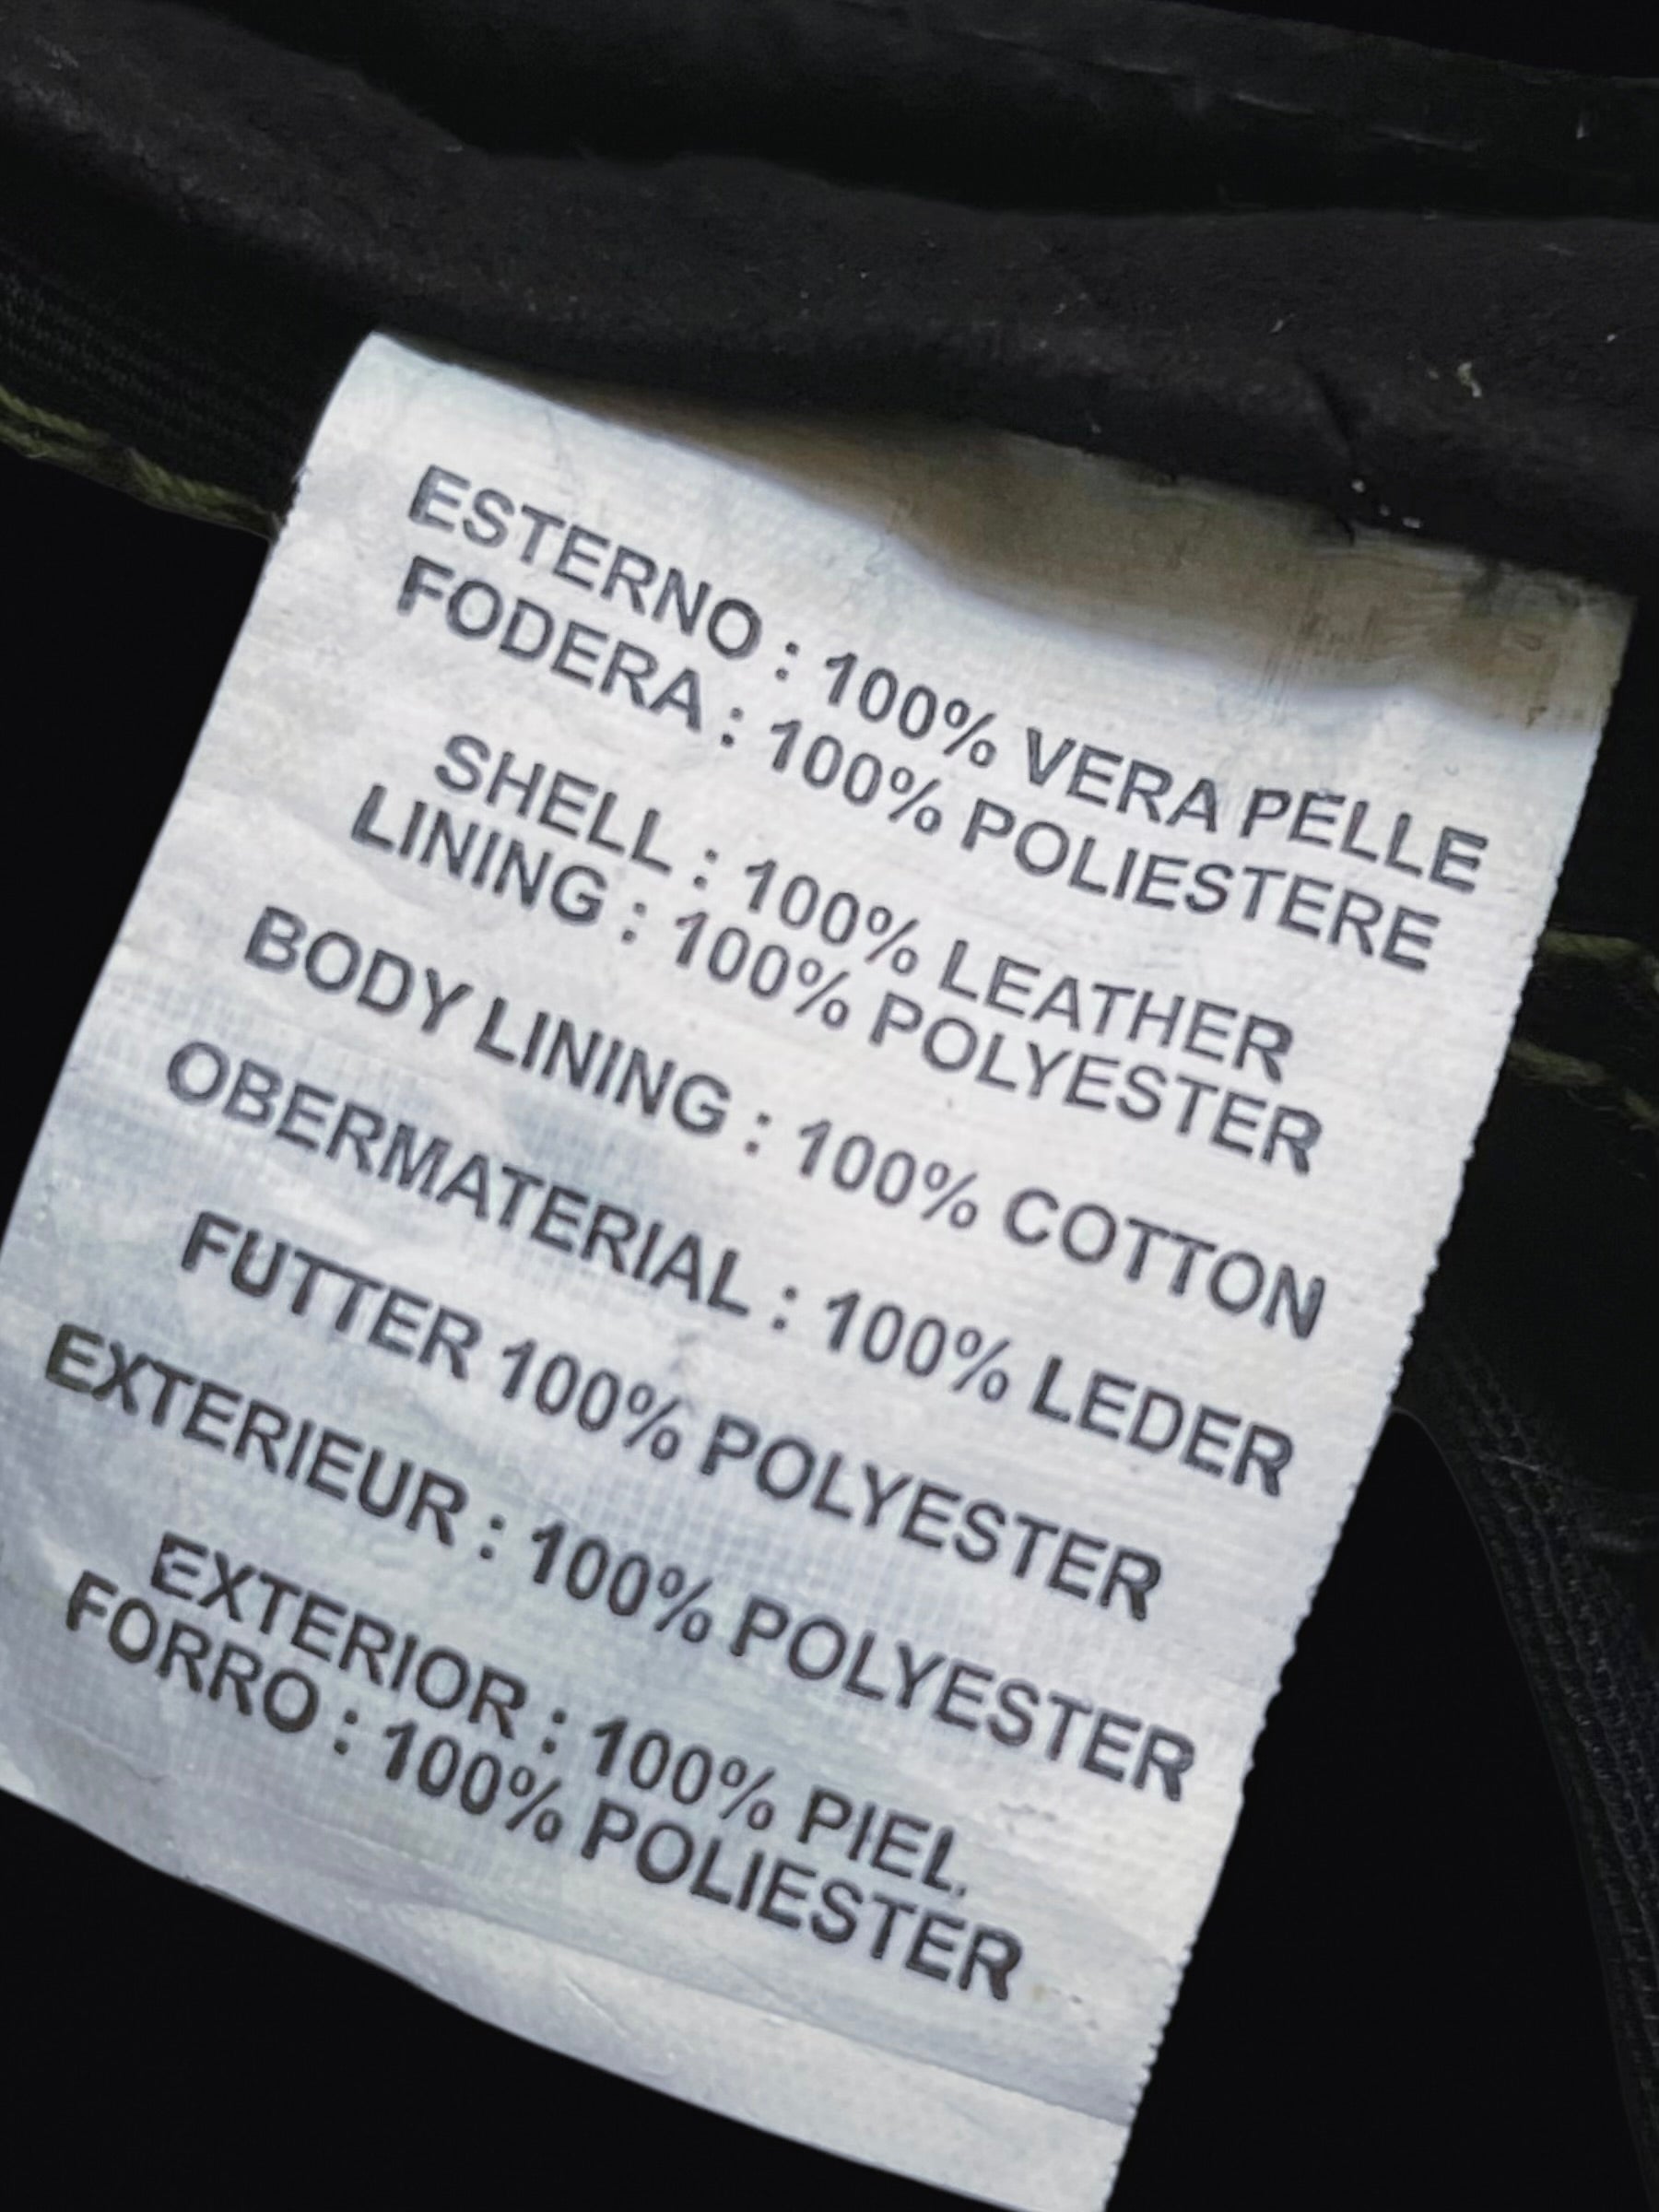 ESTERNO : 100% VERA PELLE
FODERA : 100% POLIESTERE
SHELL : 100% LEATHER
LINING : 100% POLYESTER
BODY LINING : 100% COTTON
OBERMATERIAL : 100% LEDER
FUTTER 100% POLYESTER
EXTERIEUR : 100% POLYESTER
EXTERIOR : 100% PIEL,
FORRO : 100% POLIESTER